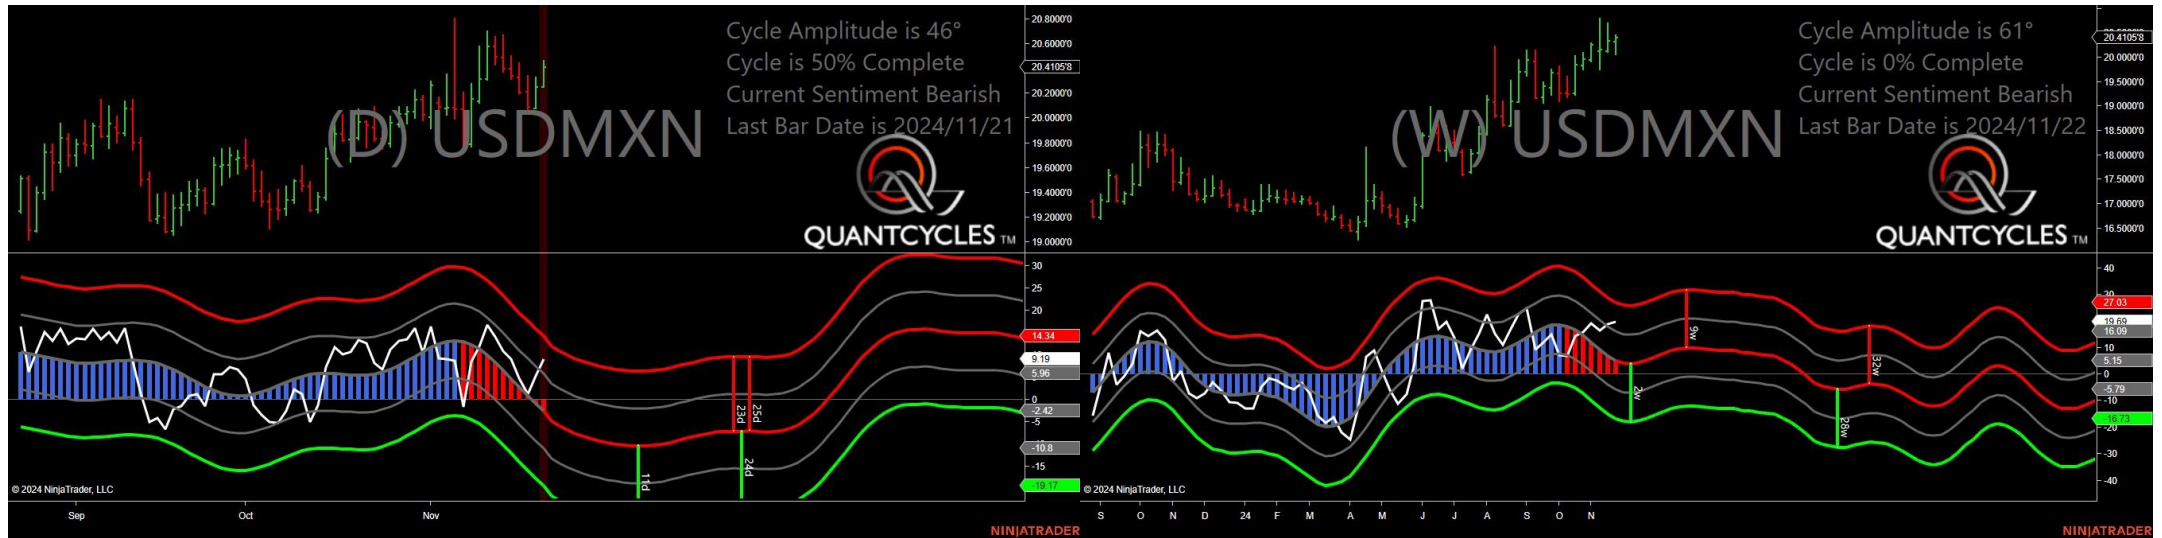 Cycle Amplitude is 46°
Cycle is 50% Complete
Current Sentiment Bearish
Last Bar Date is 2024/11/21
(D) USDMXN
QUANTCYCLES TM
20.8000'0
20.6000'0
20.4105'8
20.2000'0
20.0000'0
19.8000'0
19.6000'0
19.4000'0
19.2000'0
19.0000'0
30
25
20
14.34
9.19
5.96
0
-2.42
-5
-10.8
-15
-19.17
11d
23d
24d
25d
© 2024 NinjaTrader, LLC
Sep
Oct
Nov
NINJATRADER
Cycle Amplitude is 61°
Cycle is 0% Complete
Current Sentiment Bearish
Last Bar Date is 2024/11/22
(W) USDMXN
QUANTCYCLES TM
20.4105'8
20.0000'0
19.5000'0
19.0000'0
18.5000'0
18.0000'0
17.5000'0
17.0000'0
16.5000'0
40
30
27.03
19.69
16.09
10
5.15
0
-5.79
-10
-16.73
-20
-30
-40
2w
9w
28w
32w
© 2024 NinjaTrader, LLC
S
O
N
D
24
F
M
A
M
J
J
A
S
O
N
NINJATRADER